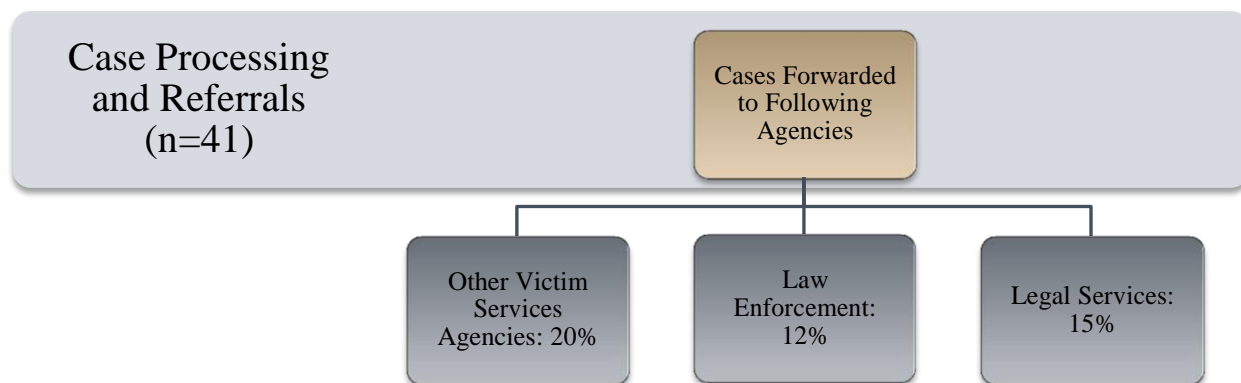 Case Processing
and Referrals
(n=41)
Cases Forwarded
to Following
Agencies
Other Victim
Services
Agencies: 20%
Law
Enforcement:
12%
Legal Services:
15%